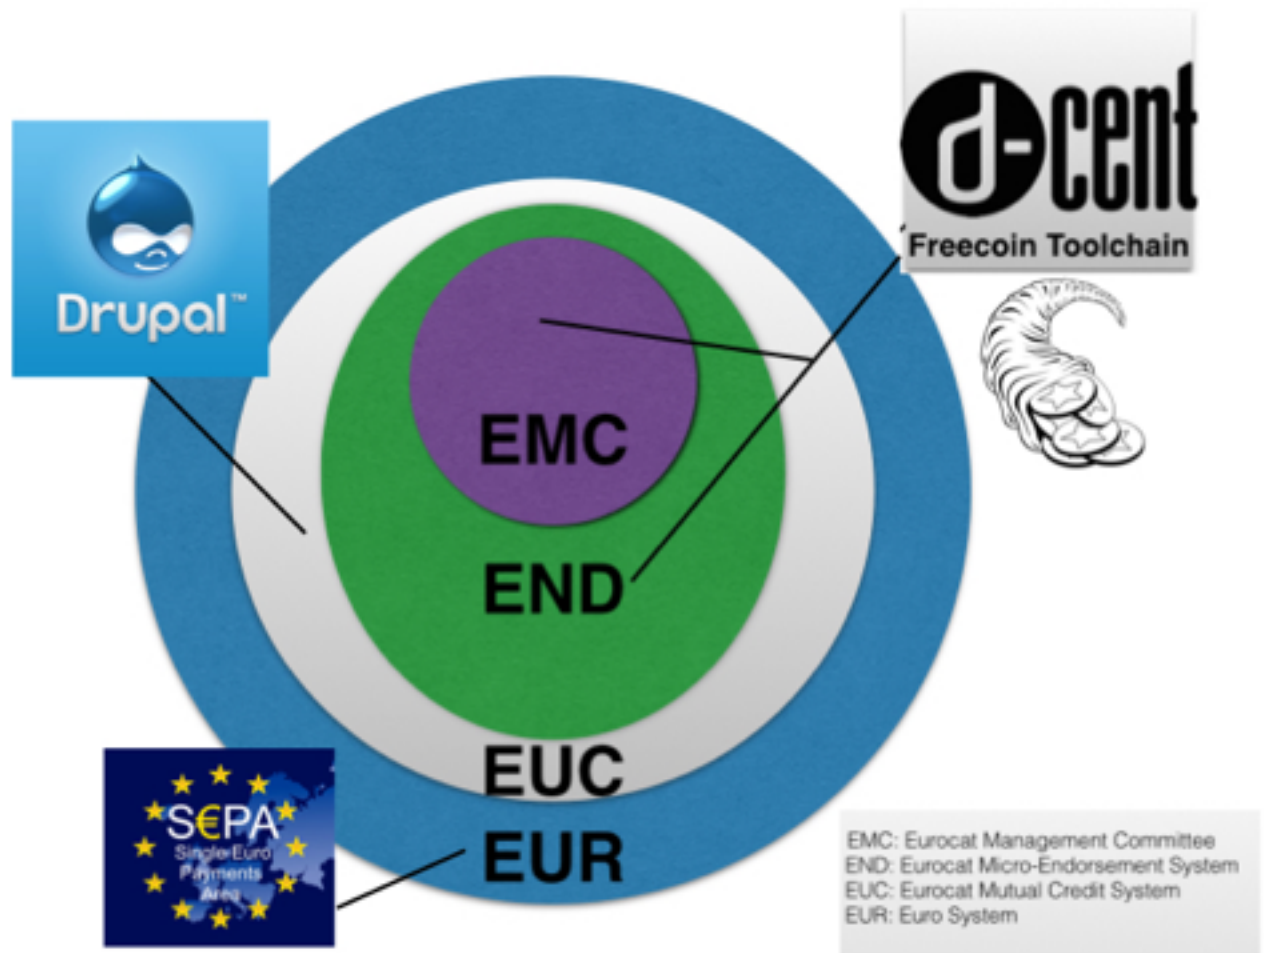 d-cent
Freecoin Toolchain
Drupal™
EMC
END
EUC
EUR
S€PA
Single Euro
Payments
Area
EMC: Eurocat Management Committee
END: Eurocat Micro-Endorsement System
EUC: Eurocat Mutual Credit System
EUR: Euro System